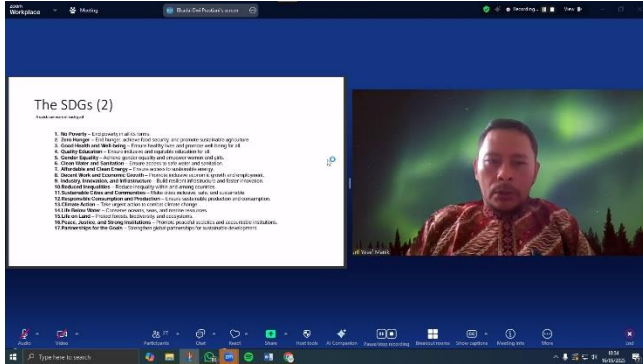 zoom
Workplace
Meeting
Recording...
View
The SDGs (2)
1. No Poverty – End poverty in all its forms
2. Zero Hunger – End hunger, achieve food security, and promote sustainable agriculture
3. Good Health and Well-being – Ensure healthy lives and promote well-being for all
4. Quality Education – Ensure inclusive and equitable education for all
5. Gender Equality – Achieve gender equality and empower women and girls
6. Clean Water and Sanitation – Ensure access to safe water and sanitation
7. Affordable and Clean Energy – Ensure access to sustainable energy
8. Decent Work and Economic Growth – Promote inclusive economic growth and employment
9. Industry, Innovation, and Infrastructure – Build resilient infrastructure and foster innovation
10. Reduced Inequalities – Reduce inequality within and among countries
11. Sustainable Cities and Communities – Make cities inclusive, safe, and sustainable
12. Responsible Consumption and Production – Ensure sustainable production and consumption
13. Climate Action – Take urgent action to combat climate change
14. Life Below Water – Conserve oceans, seas, and marine resources
15. Life on Land – Protect forests, biodiversity, and ecosystems
16. Peace, Justice, and Strong Institutions – Promote peaceful societies and accountable institutions
17. Partnerships for the Goals – Strengthen global partnerships for sustainable development
Audio
Video
Participants
Chat
React
Share
Host tools
AI Companion
Pause/stop recording
Breakout rooms
Show captions
Meeting info
More
End
Type here to search